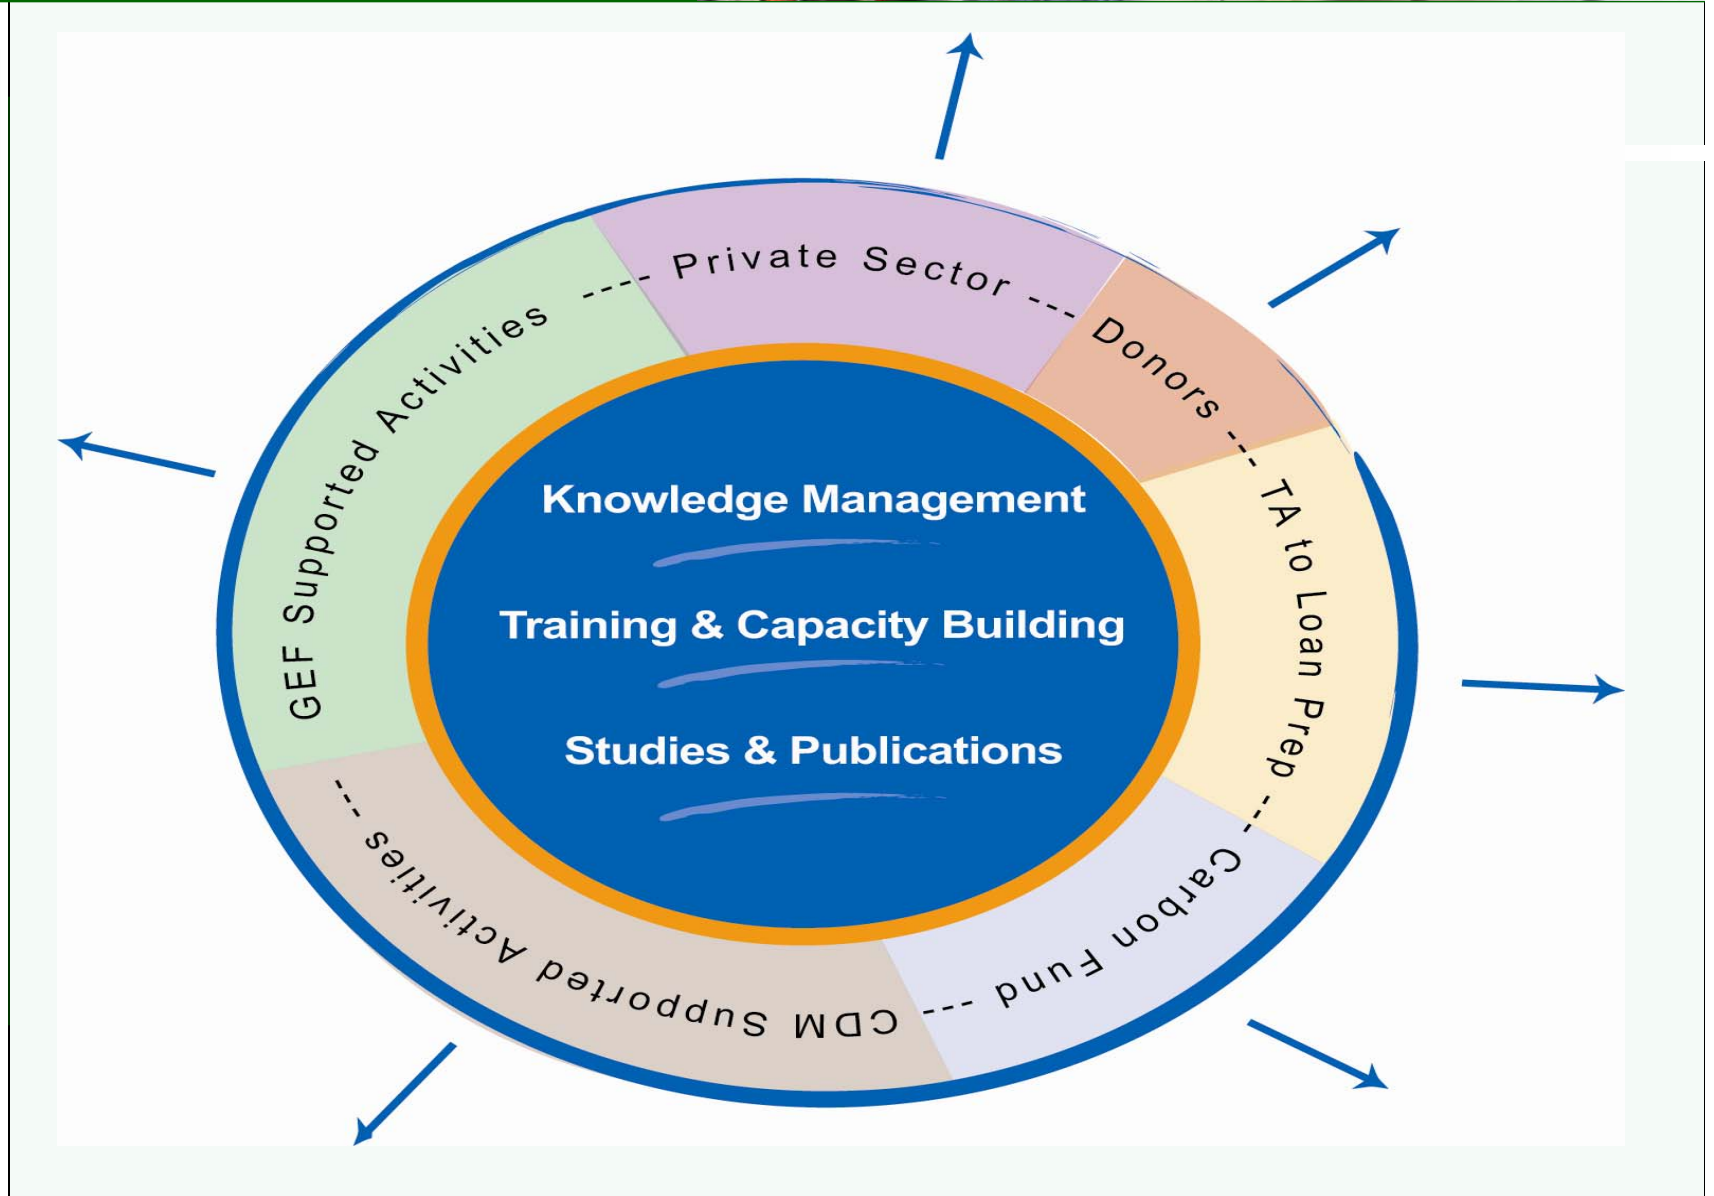 GEF Supported Activities ---- Private Sector --- Donors --- TA to Loan Prep --- Carbon Fund --- CDM Supported Activities ---
Knowledge Management
Training & Capacity Building
Studies & Publications